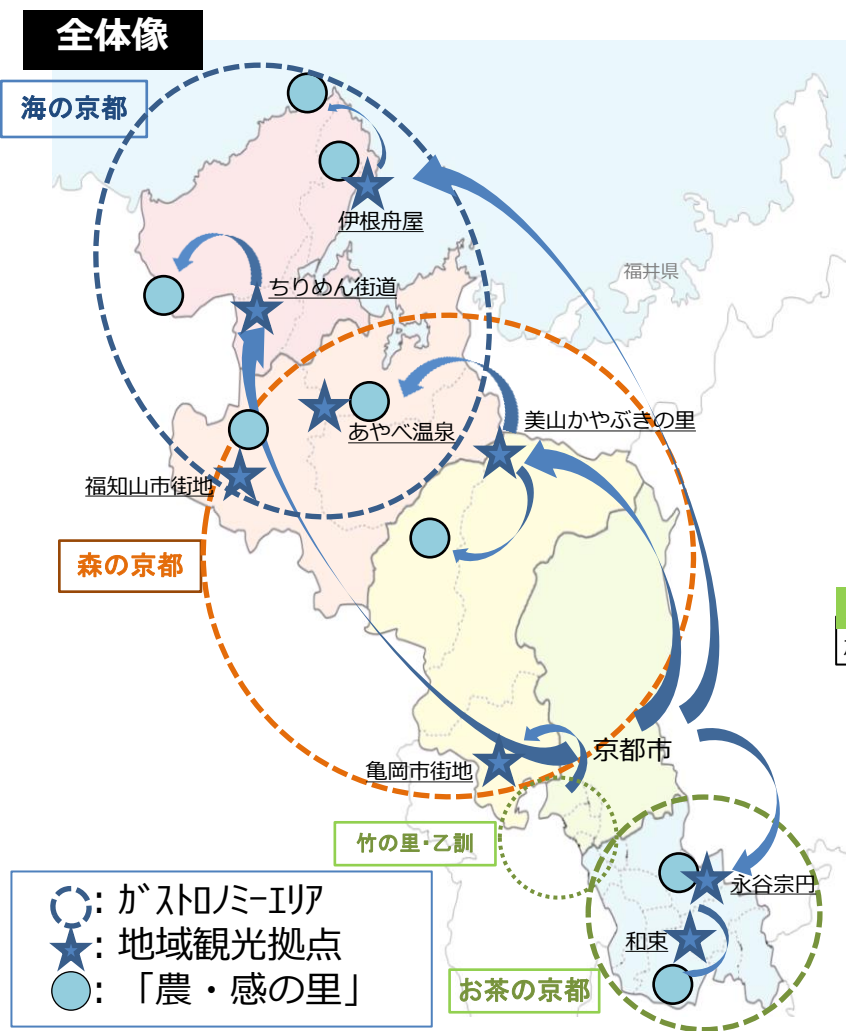 全体像
海の京都
伊根舟屋
福井県
ちりめん街道
美山かやぶきの里
あやべ温泉
福知山市街地
森の京都
京都市
亀岡市街地
竹の里・乙訓
永谷宗円
和束
お茶の京都
: ガストロノミーエリア
: 地域観光拠点
: 「農・感の里」